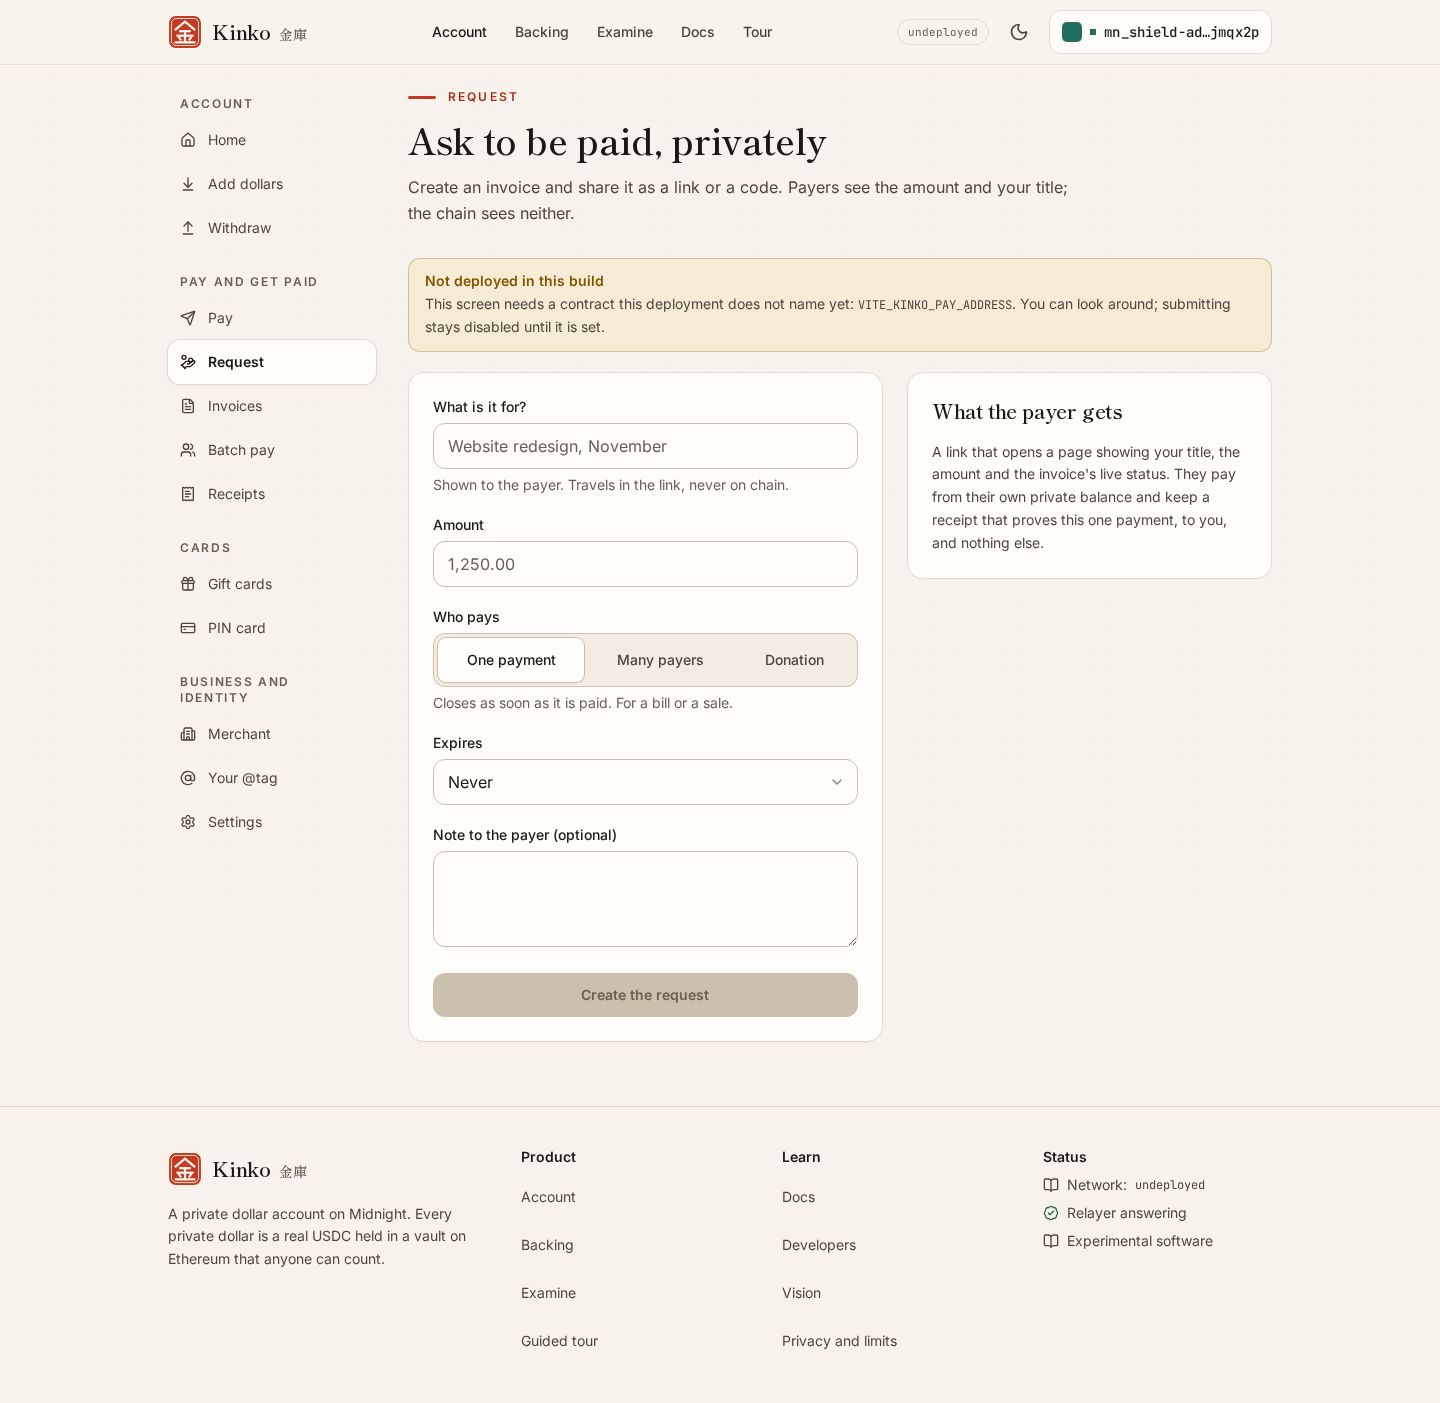 金 Kinko 金庫
Account Backing Examine Docs Tour
undeployed
mn_shield-ad…jmqx2p
ACCOUNT
Home
Add dollars
Withdraw
PAY AND GET PAID
Pay
Request
Invoices
Batch pay
Receipts
CARDS
Gift cards
PIN card
BUSINESS AND
IDENTITY
Merchant
Your @tag
Settings
REQUEST
Ask to be paid, privately
Create an invoice and share it as a link or a code. Payers see the amount and your title;
the chain sees neither.
Not deployed in this build
This screen needs a contract this deployment does not name yet: VITE_KINKO_PAY_ADDRESS. You can look around; submitting
stays disabled until it is set.
What is it for?
Website redesign, November
Shown to the payer. Travels in the link, never on chain.
Amount
1,250.00
Who pays
One payment Many payers Donation
Closes as soon as it is paid. For a bill or a sale.
Expires
Never
Note to the payer (optional)
Create the request
What the payer gets
A link that opens a page showing your title, the
amount and the invoice's live status. They pay
from their own private balance and keep a
receipt that proves this one payment, to you,
and nothing else.
金 Kinko 金庫
A private dollar account on Midnight. Every
private dollar is a real USDC held in a vault on
Ethereum that anyone can count.
Product
Account
Backing
Examine
Guided tour
Learn
Docs
Developers
Vision
Privacy and limits
Status
Network: undeployed
Relayer answering
Experimental software